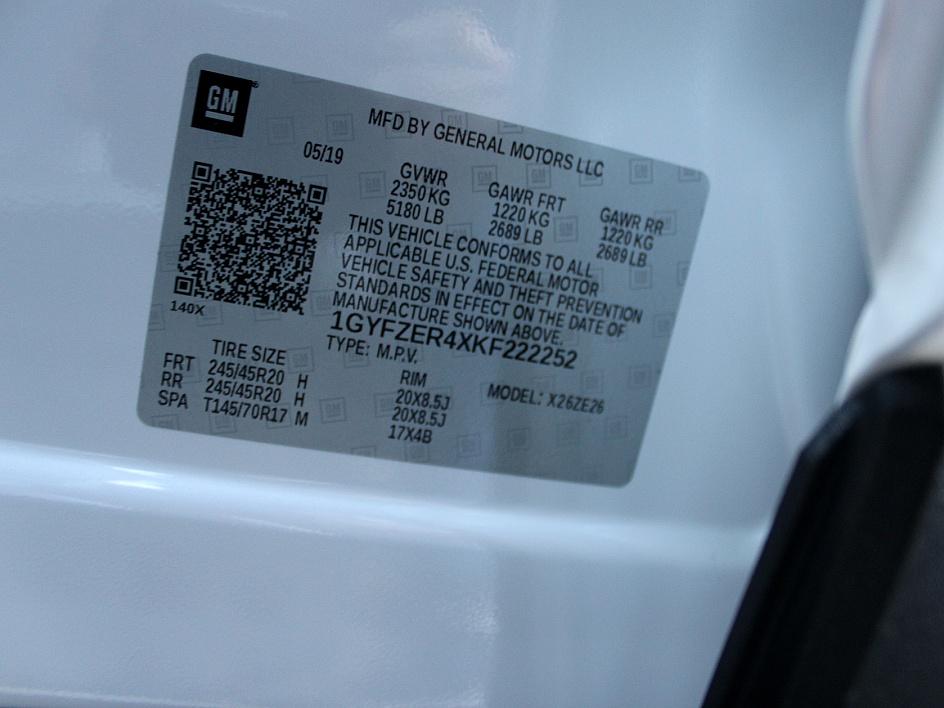 GM
MFD BY GENERAL MOTORS LLC
05/19
GVWR GAWR FRT GAWR RR
2350 KG 1220 KG 1220 KG
5180 LB 2689 LB 2689 LB
THIS VEHICLE CONFORMS TO ALL
APPLICABLE U.S. FEDERAL MOTOR
VEHICLE SAFETY AND THEFT PREVENTION
STANDARDS IN EFFECT ON THE DATE OF
MANUFACTURE SHOWN ABOVE.
140X
1GYFZER4XKF222252
TYPE: M.P.V. MODEL: X26ZE26
TIRE SIZE RIM
FRT 245/45R20 H 20X8.5J
RR 245/45R20 H 20X8.5J
SPA T145/70R17 M 17X4B